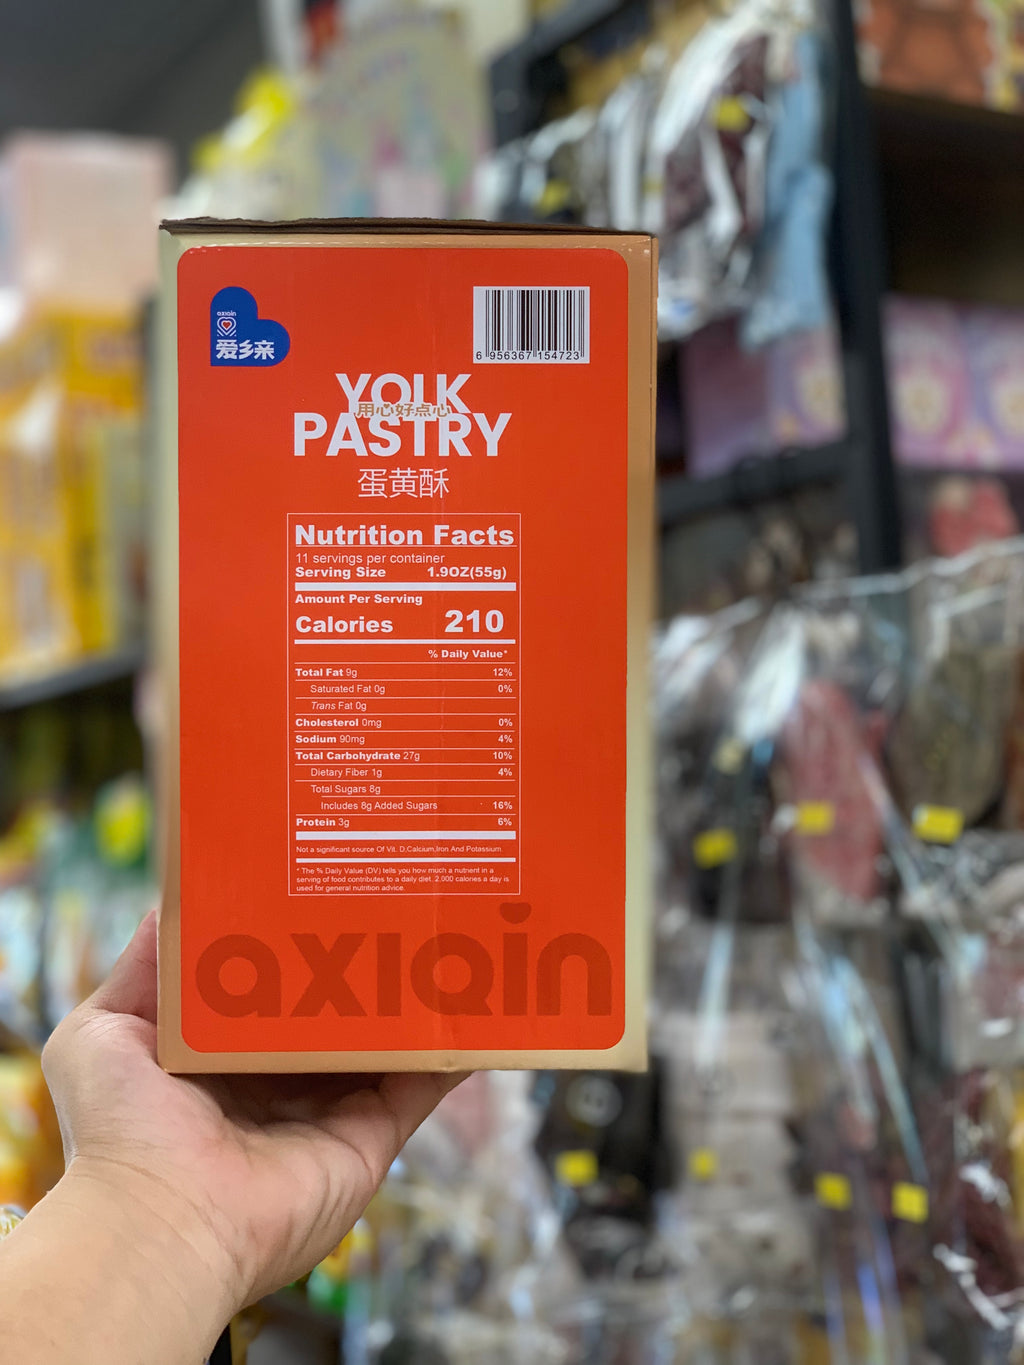 axiqin
爱乡亲
6 956367 154723
YOLK
用心好点心
PASTRY
蛋黄酥
Nutrition Facts
11 servings per container
Serving Size 1.9OZ(55g)
Amount Per Serving
Calories 210
% Daily Value*
Total Fat 9g 12%
Saturated Fat 0g 0%
Trans Fat 0g
Cholesterol 0mg 0%
Sodium 90mg 4%
Total Carbohydrate 27g 10%
Dietary Fiber 1g 4%
Total Sugars 8g
Includes 8g Added Sugars 16%
Protein 3g 6%
Not a significant source Of Vit. D,Calcium,Iron And Potassium
* The % Daily Value (DV) tells you how much a nutrient in a
serving of food contributes to a daily diet. 2,000 calories a day is
used for general nutrition advice.
axiqin